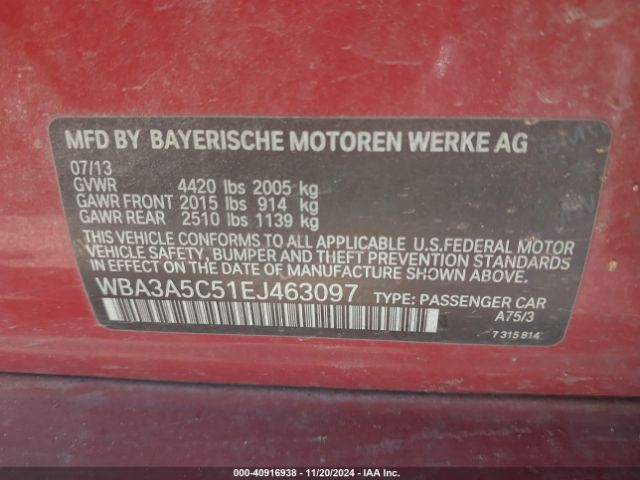 MFD BY BAYERISCHE MOTOREN WERKE AG
07/13
GVWR 4420 lbs 2005 kg
GAWR FRONT 2015 lbs 914 kg
GAWR REAR 2510 lbs 1139 kg
THIS VEHICLE CONFORMS TO ALL APPLICABLE U.S.FEDERAL MOTOR
VEHICLE SAFETY, BUMPER AND THEFT PREVENTION
STANDARDS IN EFFECT ON THE DATE OF MANUFACTURE SHOWN ABOVE.
WBA3A5C51EJ463097 TYPE: PASSENGER CAR
A75/3
7 315 814
000-40916938 - 11/20/2024 - IAA Inc.